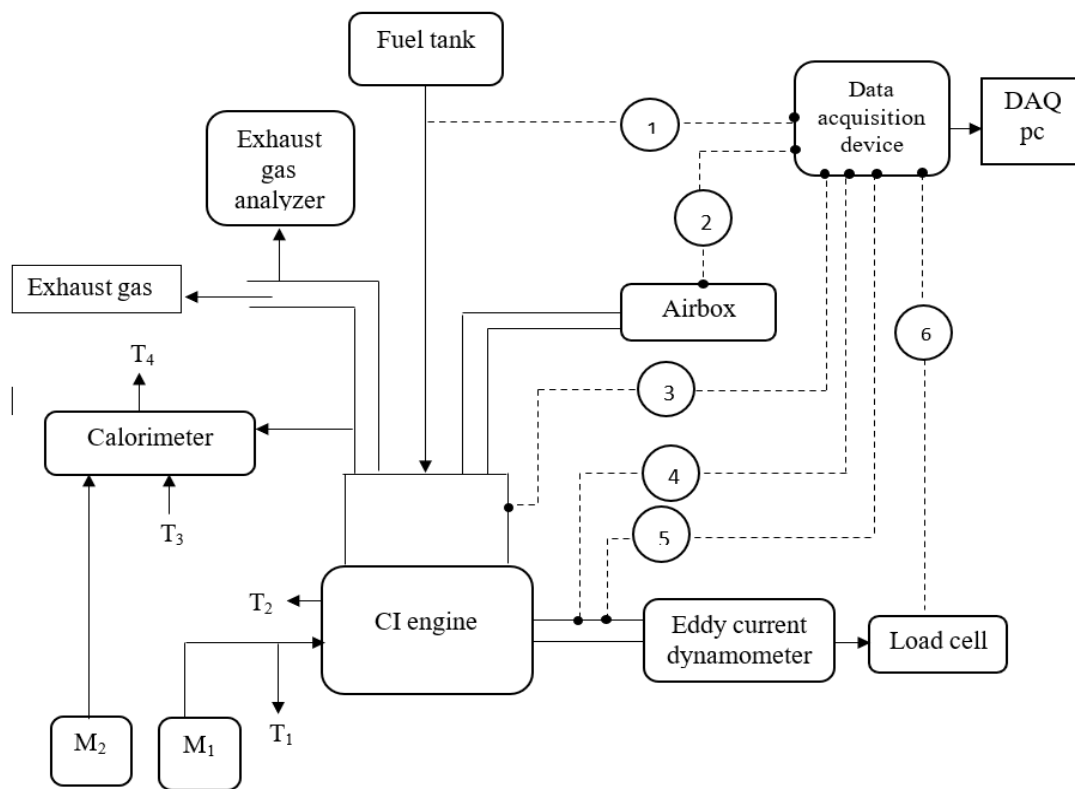 Fuel tank
Data
acquisition
device
DAQ
pc
Exhaust
gas
analyzer
1
2
Exhaust gas
Airbox
6
T₄
3
Calorimeter
4
T₃
5
T₂
CI engine
Eddy current
dynamometer
Load cell
T₁
M₂
M₁